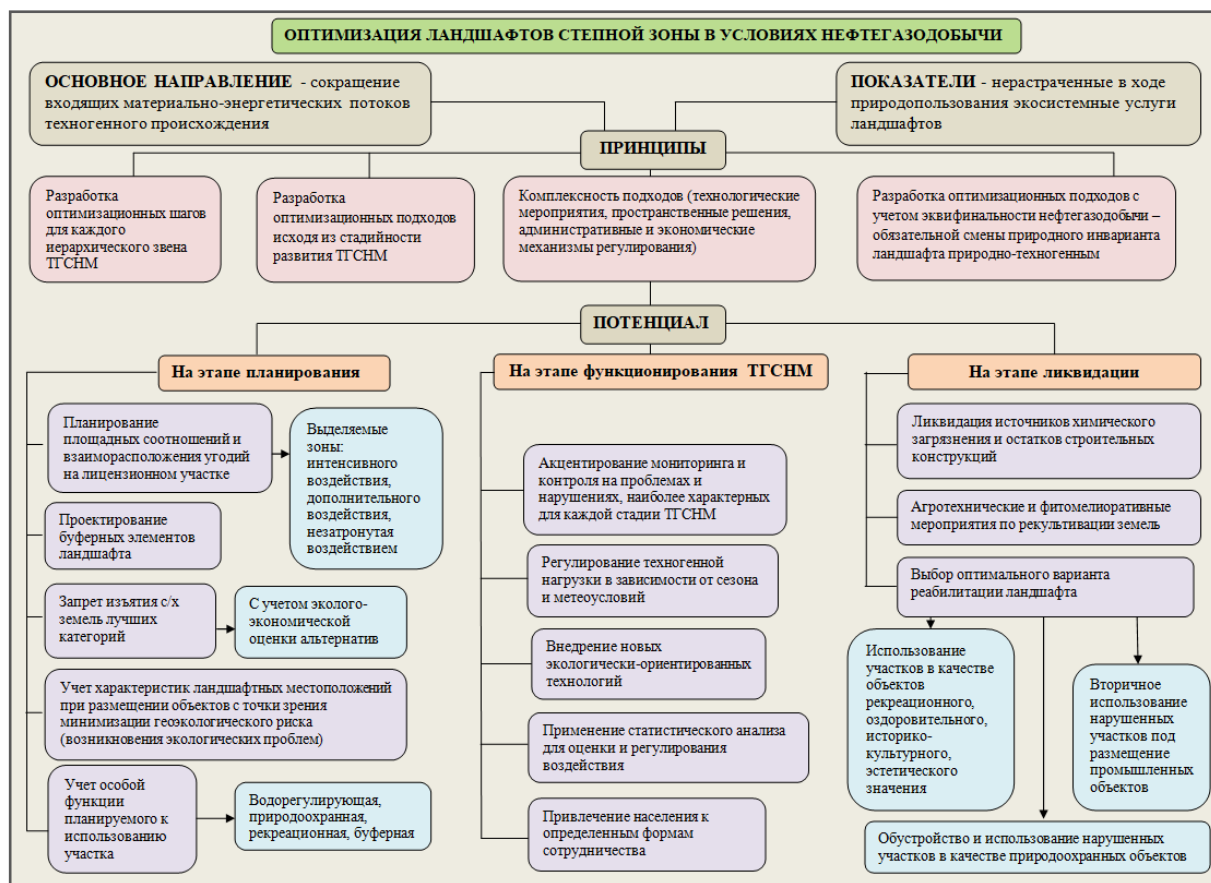 ОПТИМИЗАЦИЯ ЛАНДШАФТОВ СТЕПНОЙ ЗОНЫ В УСЛОВИЯХ НЕФТЕГАЗОДОБЫЧИ
ОСНОВНОЕ НАПРАВЛЕНИЕ - сокращение
входящих материально-энергетических потоков
техногенного происхождения
ПОКАЗАТЕЛИ - нерастраченные в ходе
природопользования экосистемные услуги
ландшафтов
ПРИНЦИПЫ
Разработка
оптимизационных шагов
для каждого
иерархического звена
ТГСНМ
Разработка
оптимизационных подходов
исходя из стадийности
развития ТГСНМ
Комплексность подходов (технологические
мероприятия, пространственные решения,
административные и экономические
механизмы регулирования)
Разработка оптимизационных подходов с
учетом эквифинальности нефтегазодобычи –
обязательной смены природного инварианта
ландшафта природно-техногенным
ПОТЕНЦИАЛ
На этапе планирования
Планирование
площадных соотношений и
взаиморасположения угодий
на лицензионном участке
Выделяемые
зоны:
интенсивного
воздействия,
дополнительного
воздействия,
незатронутая
воздействием
Проектирование
буферных элементов
ландшафта
Запрет изъятия с/х
земель лучших
категорий
С учетом эколого-
экономической
оценки альтернатив
Учет характеристик ландшафтных местоположений
при размещении объектов с точки зрения
минимизации геоэкологического риска
(возникновения экологических проблем)
Учет особой
функции
планируемого к
использованию
участка
Водорегулирующая,
природоохранная,
рекреационная, буферная
На этапе функционирования ТГСНМ
Акцентирование мониторинга и
контроля на проблемах и
нарушениях, наиболее характерных
для каждой стадии ТГСНМ
Регулирование техногенной
нагрузки в зависимости от сезона
и метеоусловий
Внедрение новых
экологически-ориентированных
технологий
Применение статистического анализа
для оценки и регулирования
воздействия
Привлечение населения к
определенным формам
сотрудничества
На этапе ликвидации
Ликвидация источников химического
загрязнения и остатков строительных
конструкций
Агротехнические и фитомелиоративные
мероприятия по рекультивации земель
Выбор оптимального варианта
реабилитации ландшафта
Использование
участков в качестве
объектов
рекреационного,
оздоровительного,
историко-
культурного,
эстетического
значения
Вторичное
использование
нарушенных
участков под
размещение
промышленных
объектов
Обустройство и использование нарушенных
участков в качестве природоохранных объектов